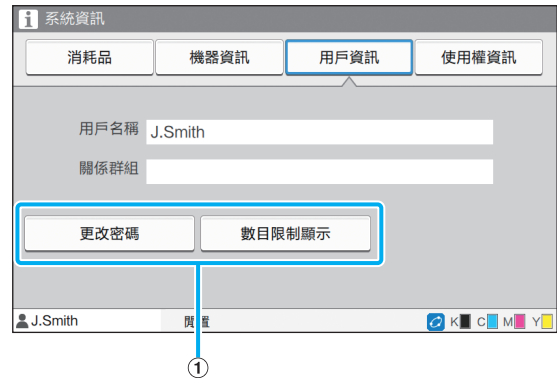 i 系統資訊
消耗品 機器資訊 用戶資訊 使用權資訊
用戶名稱 J.Smith
關係群組
更改密碼 數目限制顯示
J.Smith 閒置 K C M Y
①